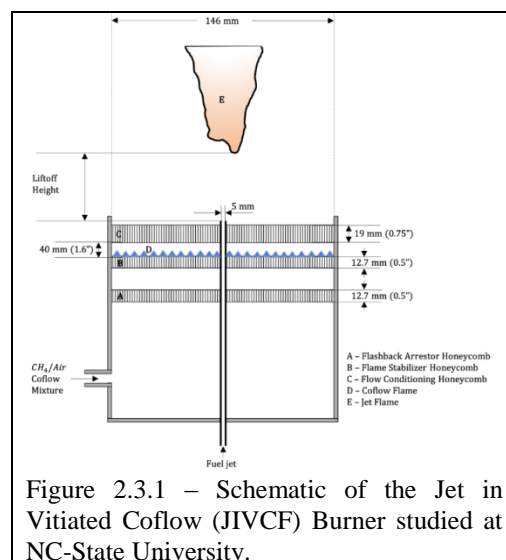 146 mm
E
Liftoff
Height
5 mm
C
19 mm (0.75")
40 mm (1.6")
D
B
12.7 mm (0.5")
A
12.7 mm (0.5")
CH4/Air
Coflow
Mixture
A – Flashback Arrestor Honeycomb
B – Flame Stabilizer Honeycomb
C – Flow Conditioning Honeycomb
D – Coflow Flame
E – Jet Flame
Fuel jet
Figure 2.3.1 – Schematic of the Jet in
Vitiated Coflow (JIVCF) Burner studied at
NC-State University.